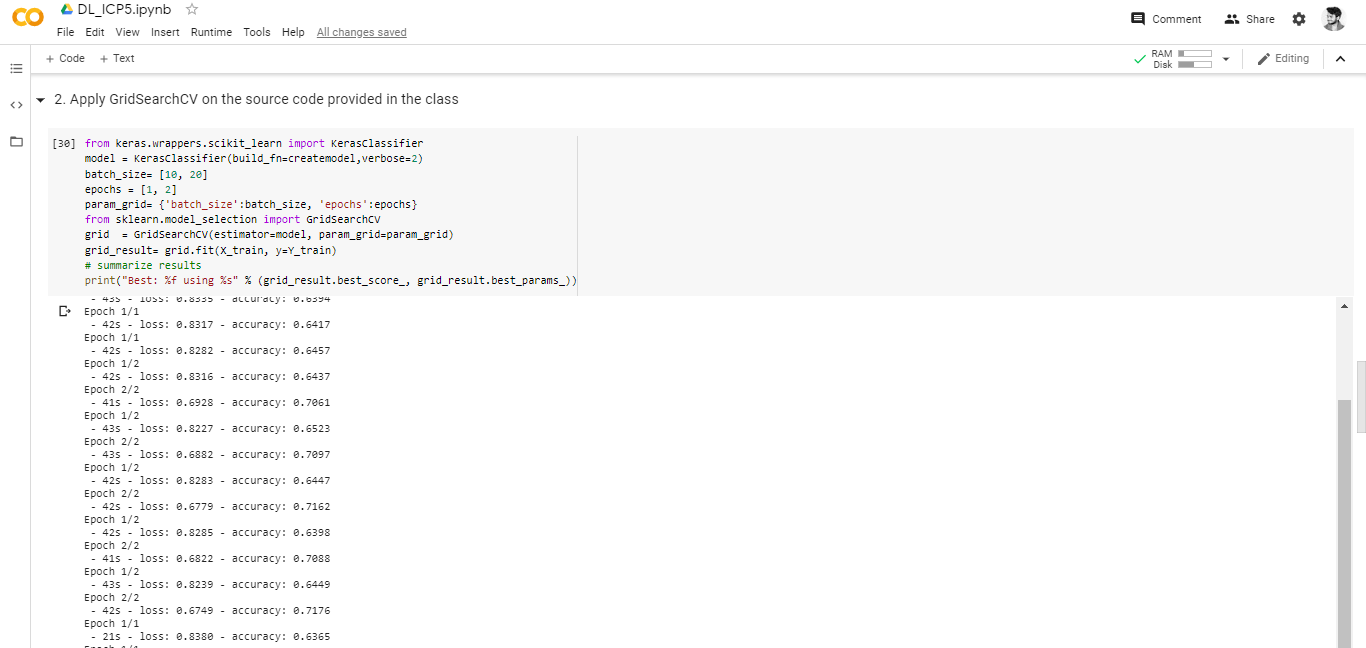 DL_ICP5.ipynb
File Edit View Insert Runtime Tools Help All changes saved
Comment Share
+ Code + Text
RAM
Disk
Editing
2. Apply GridSearchCV on the source code provided in the class
[30] from keras.wrappers.scikit_learn import KerasClassifier
model = KerasClassifier(build_fn=createmodel,verbose=2)
batch_size= [10, 20]
epochs = [1, 2]
param_grid= {'batch_size':batch_size, 'epochs':epochs}
from sklearn.model_selection import GridSearchCV
grid  = GridSearchCV(estimator=model, param_grid=param_grid)
grid_result= grid.fit(X_train, y=Y_train)
# summarize results
print("Best: %f using %s" % (grid_result.best_score_, grid_result.best_params_))
- 43s - loss: 0.8335 - accuracy: 0.6394
Epoch 1/1
- 42s - loss: 0.8317 - accuracy: 0.6417
Epoch 1/1
- 42s - loss: 0.8282 - accuracy: 0.6457
Epoch 1/2
- 42s - loss: 0.8316 - accuracy: 0.6437
Epoch 2/2
- 41s - loss: 0.6928 - accuracy: 0.7061
Epoch 1/2
- 43s - loss: 0.8227 - accuracy: 0.6523
Epoch 2/2
- 43s - loss: 0.6882 - accuracy: 0.7097
Epoch 1/2
- 42s - loss: 0.8283 - accuracy: 0.6447
Epoch 2/2
- 42s - loss: 0.6779 - accuracy: 0.7162
Epoch 1/2
- 42s - loss: 0.8285 - accuracy: 0.6398
Epoch 2/2
- 41s - loss: 0.6822 - accuracy: 0.7088
Epoch 1/2
- 43s - loss: 0.8239 - accuracy: 0.6449
Epoch 2/2
- 42s - loss: 0.6749 - accuracy: 0.7176
Epoch 1/1
- 21s - loss: 0.8380 - accuracy: 0.6365